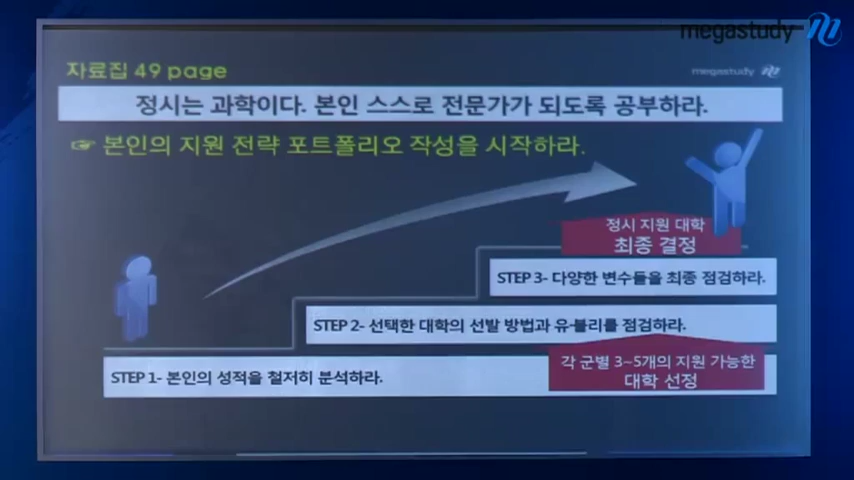 megastudy
자료집 49 page
megastudy
정시는 과학이다. 본인 스스로 전문가가 되도록 공부하라.
☞ 본인의 지원 전략 포트폴리오 작성을 시작하라.
정시 지원 대학
최종 결정
STEP 3- 다양한 변수들을 최종 점검하라.
STEP 2- 선택한 대학의 선발 방법과 유·불리를 점검하라.
각 군별 3~5개의 지원 가능한
대학 선정
STEP 1- 본인의 성적을 철저히 분석하라.